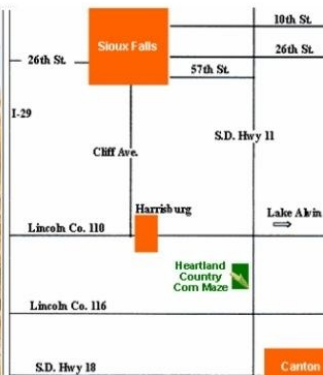 10th St.
Sioux Falls
26th St.
26th St.
57th St.
I-29
S.D. Hwy 11
Cliff Ave.
Harrisburg
Lake Alvin
Lincoln Co. 110
Heartland
Country
Corn Maze
Lincoln Co. 116
S.D. Hwy 18
Canton